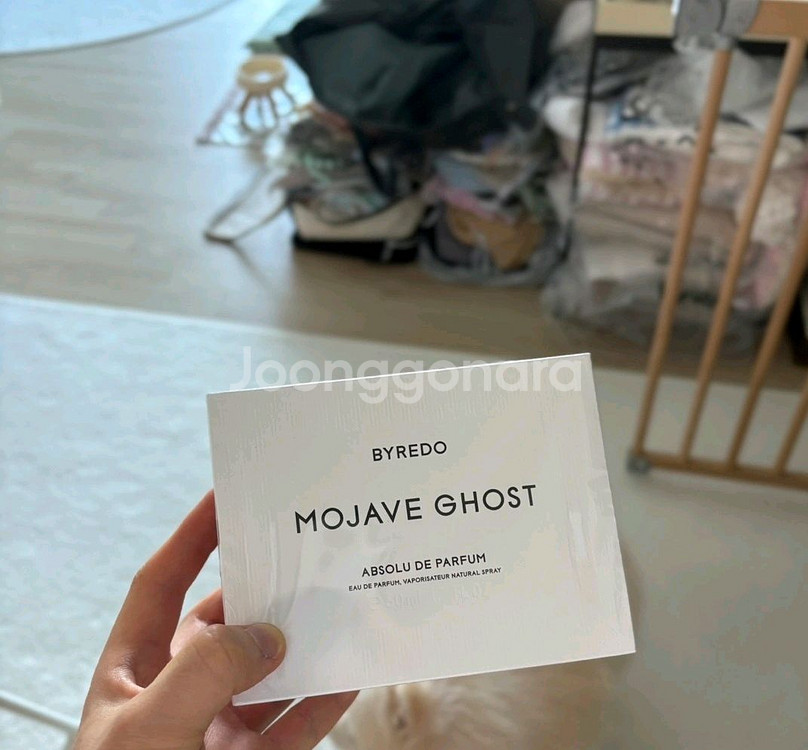 Joonggonara
BYREDO
MOJAVE GHOST
ABSOLU DE PARFUM
EAU DE PARFUM, VAPORISATEUR NATURAL SPRAY